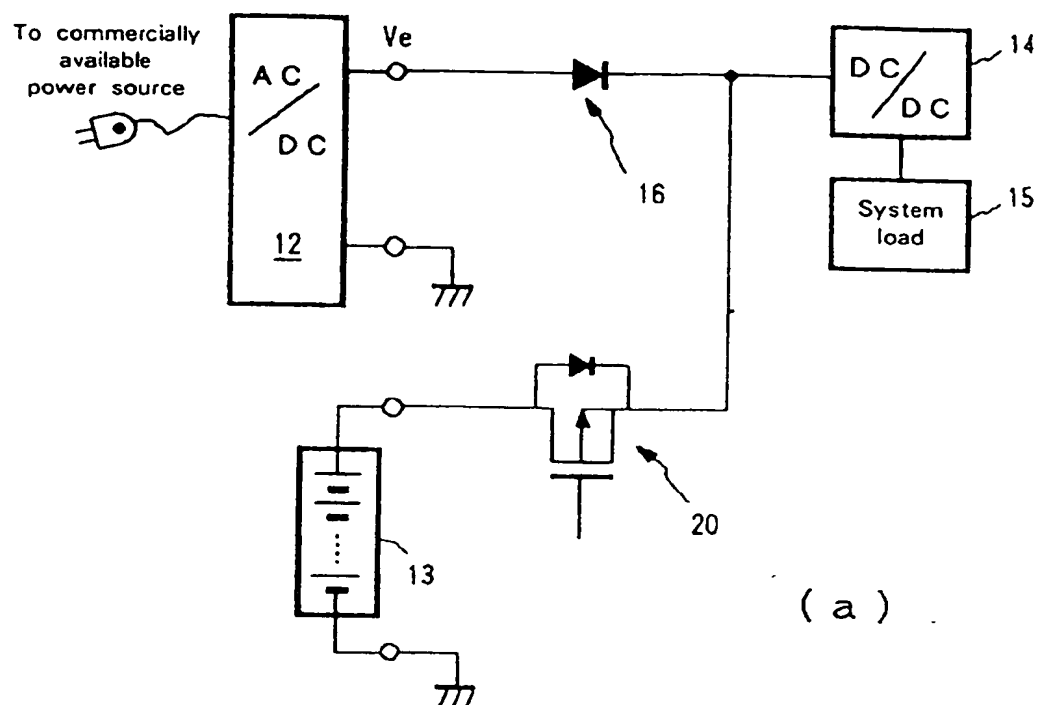 To commercially
available
power source
AC
DC
12
Ve
16
DC
DC
14
System
load
15
20
13
(a)